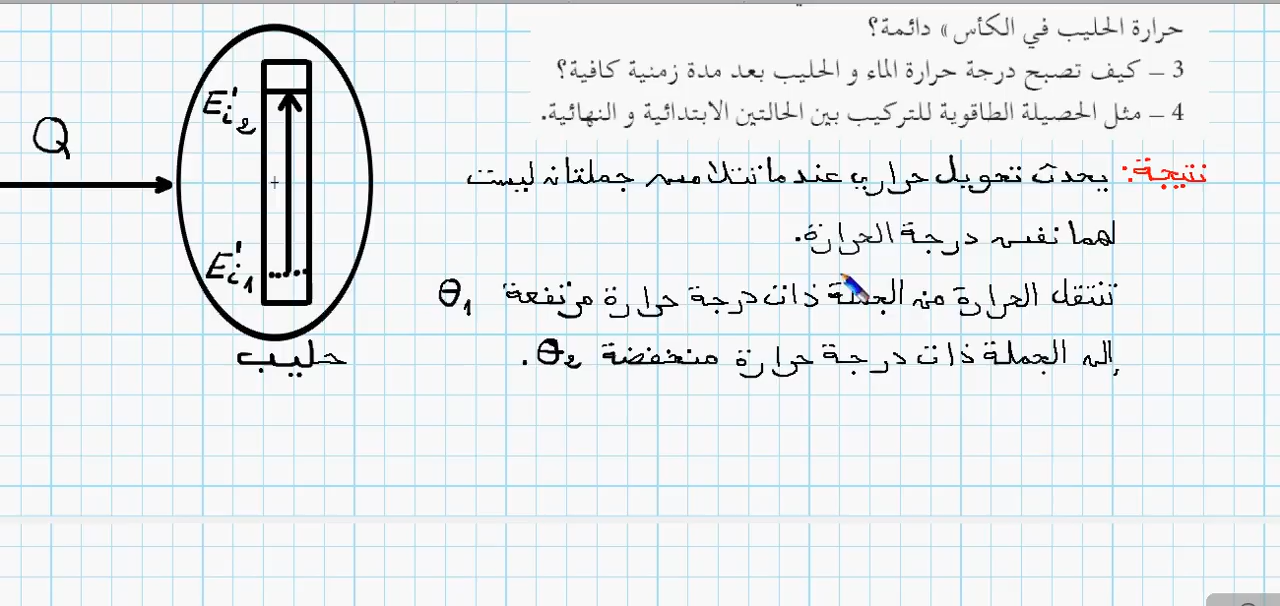 حرارة الحليب في الكأس » دائمة؟
3 – كيف تصبح درجة حرارة الماء و الحليب بعد مدة زمنية كافية؟
4 – مثل الحصيلة الطاقوية للتركيب بين الحالتين الابتدائية و النهائية.
نتيجة: يحدث تحويل حراري عندما تتلامس جملتان ليست
لهما نفس درجة الحرارة.
تنتقل الحرارة من الجملة ذات درجة حرارة مرتفعة θ1
إلى الجملة ذات درجة حرارة منخفضة θ2.
Q
E'i2
E'i1
حليب